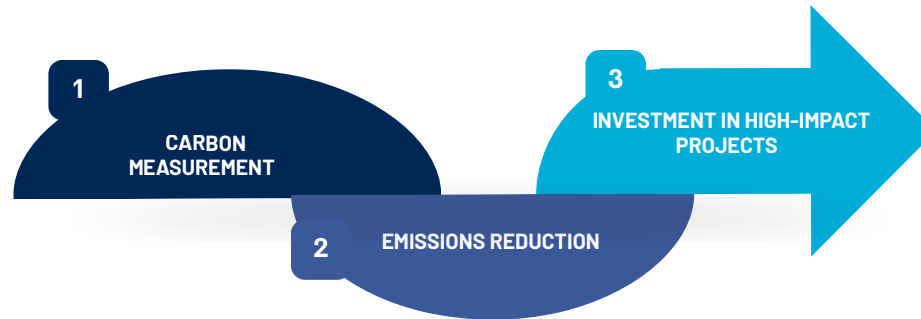 1
CARBON
MEASUREMENT
2
EMISSIONS REDUCTION
3
INVESTMENT IN HIGH-IMPACT
PROJECTS